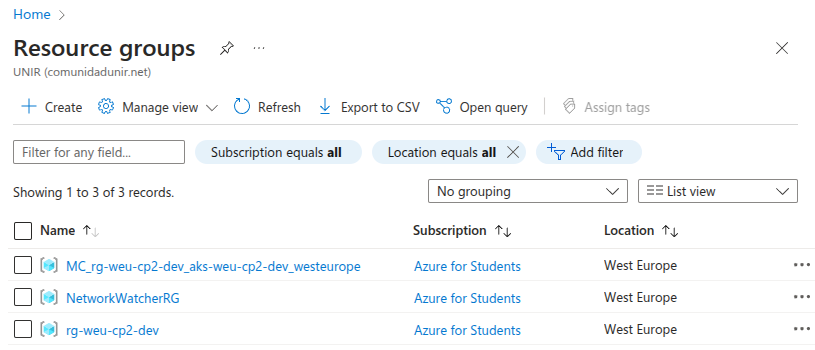 Home
Resource groups
UNIR (comunidadunir.net)
Create Manage view Refresh Export to CSV Open query Assign tags
Filter for any field... Subscription equals all Location equals all Add filter
Showing 1 to 3 of 3 records. No grouping List view
Name Subscription Location
MC_rg-weu-cp2-dev_aks-weu-cp2-dev_westeurope Azure for Students West Europe
NetworkWatcherRG Azure for Students West Europe
rg-weu-cp2-dev Azure for Students West Europe